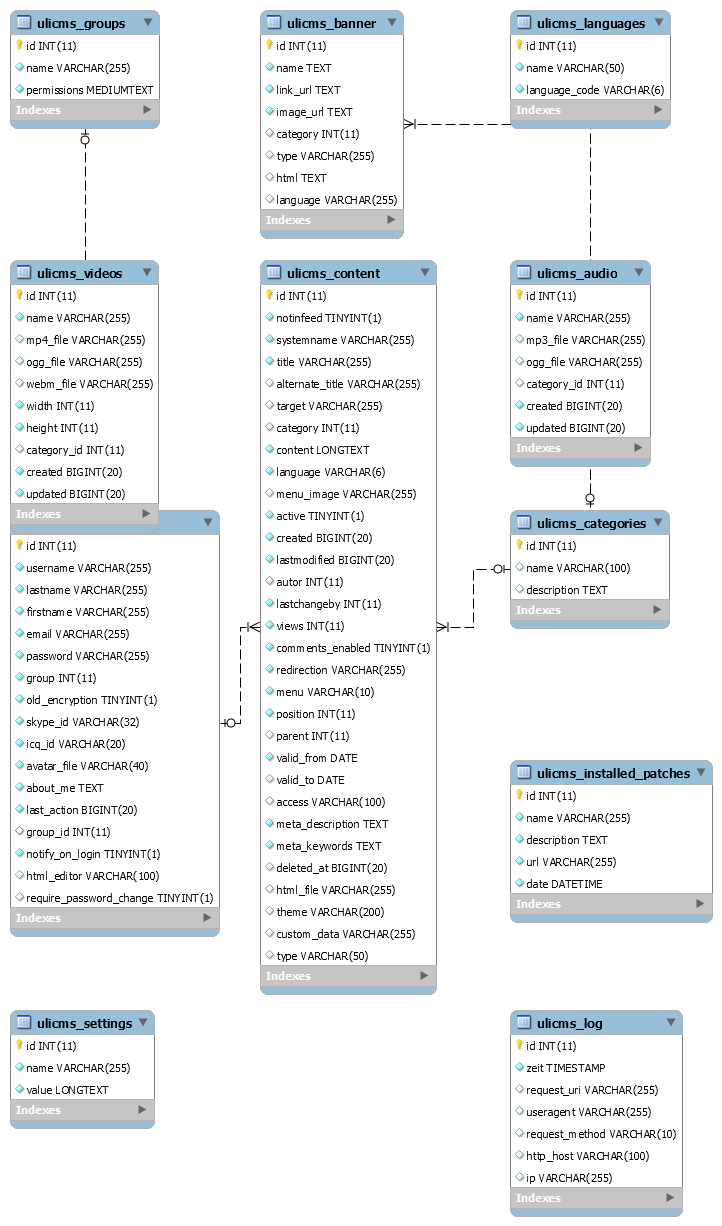 ulicms_groups
id INT(11)
name VARCHAR(255)
permissions MEDIUMTEXT
Indexes
ulicms_banner
id INT(11)
name TEXT
link_url TEXT
image_url TEXT
category INT(11)
type VARCHAR(255)
html TEXT
language VARCHAR(255)
Indexes
ulicms_languages
id INT(11)
name VARCHAR(50)
language_code VARCHAR(6)
Indexes
ulicms_videos
id INT(11)
name VARCHAR(255)
mp4_file VARCHAR(255)
ogg_file VARCHAR(255)
webm_file VARCHAR(255)
width INT(11)
height INT(11)
category_id INT(11)
created BIGINT(20)
updated BIGINT(20)
Indexes
id INT(11)
username VARCHAR(255)
lastname VARCHAR(255)
firstname VARCHAR(255)
email VARCHAR(255)
password VARCHAR(255)
group INT(11)
old_encryption TINYINT(1)
skype_id VARCHAR(32)
icq_id VARCHAR(20)
avatar_file VARCHAR(40)
about_me TEXT
last_action BIGINT(20)
group_id INT(11)
notify_on_login TINYINT(1)
html_editor VARCHAR(100)
require_password_change TINYINT(1)
Indexes
ulicms_content
id INT(11)
notinfeed TINYINT(1)
systemname VARCHAR(255)
title VARCHAR(255)
alternate_title VARCHAR(255)
target VARCHAR(255)
category INT(11)
content LONGTEXT
language VARCHAR(6)
menu_image VARCHAR(255)
active TINYINT(1)
created BIGINT(20)
lastmodified BIGINT(20)
autor INT(11)
lastchangeby INT(11)
views INT(11)
comments_enabled TINYINT(1)
redirection VARCHAR(255)
menu VARCHAR(10)
position INT(11)
parent INT(11)
valid_from DATE
valid_to DATE
access VARCHAR(100)
meta_description TEXT
meta_keywords TEXT
deleted_at BIGINT(20)
html_file VARCHAR(255)
theme VARCHAR(200)
custom_data VARCHAR(255)
type VARCHAR(50)
Indexes
ulicms_audio
id INT(11)
name VARCHAR(255)
mp3_file VARCHAR(255)
ogg_file VARCHAR(255)
category_id INT(11)
created BIGINT(20)
updated BIGINT(20)
Indexes
ulicms_categories
id INT(11)
name VARCHAR(100)
description TEXT
Indexes
ulicms_installed_patches
id INT(11)
name VARCHAR(255)
description TEXT
url VARCHAR(255)
date DATETIME
Indexes
ulicms_settings
id INT(11)
name VARCHAR(255)
value LONGTEXT
Indexes
ulicms_log
id INT(11)
zeit TIMESTAMP
request_uri VARCHAR(255)
useragent VARCHAR(255)
request_method VARCHAR(10)
http_host VARCHAR(100)
ip VARCHAR(255)
Indexes